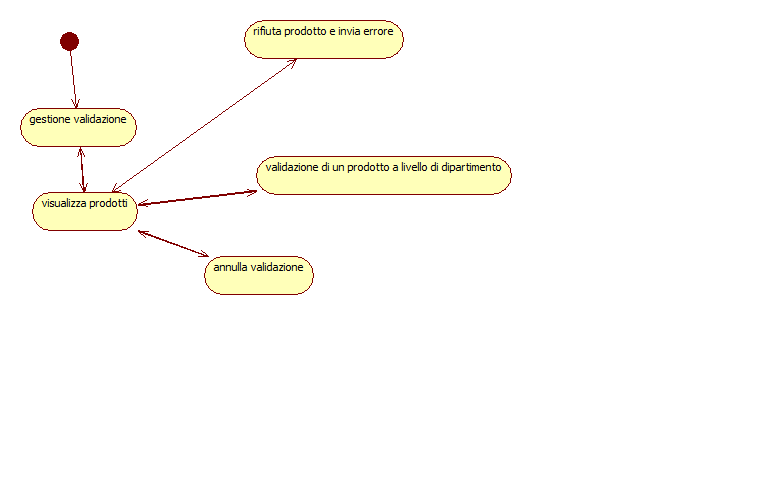 rifiuta prodotto e invia errore
gestione validazione
validazione di un prodotto a livello di dipartimento
visualizza prodotti
annulla validazione